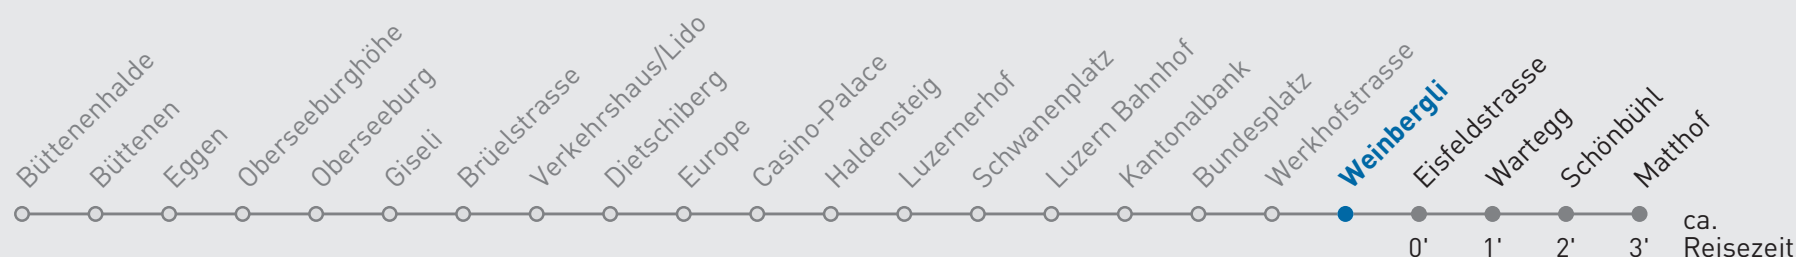 Büttenenhalde
Büttenen
Eggen
Oberseeburghöhe
Oberseeburg
Giseli
Brüelstrasse
Verkehrshaus/Lido
Dietschiberg
Europe
Casino-Palace
Haldensteig
Luzernerhof
Schwanenplatz
Luzern Bahnhof
Kantonalbank
Bundesplatz
Werkhofstrasse
Weinbergli
Eisfeldstrasse
Wartegg
Schönbühl
Matthof
ca.
0' 1' 2' 3' Reisezeit